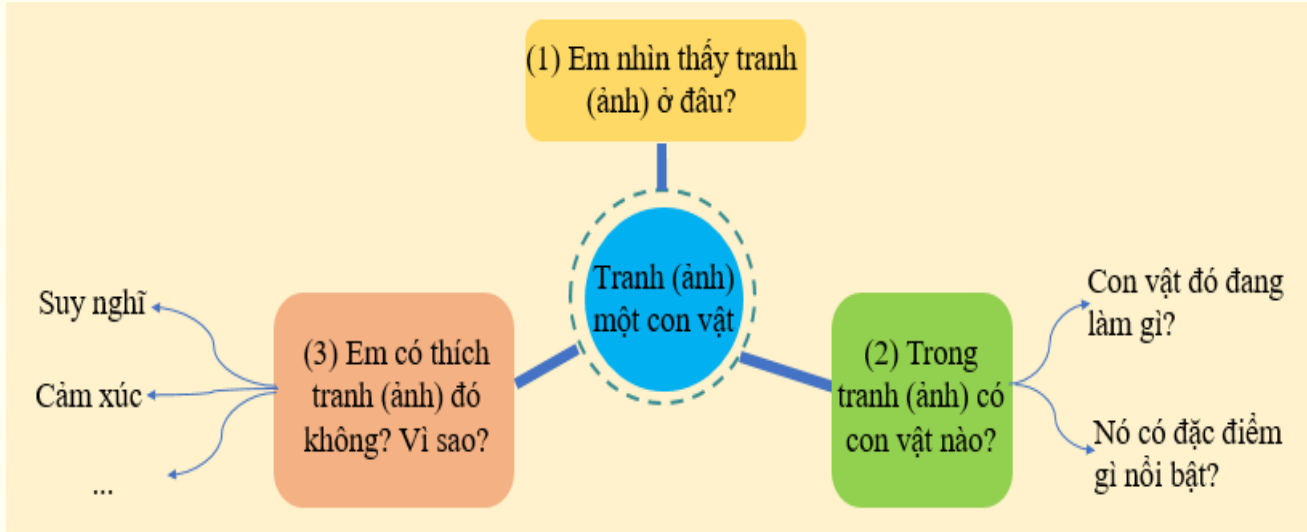 (1) Em nhìn thấy tranh
(ảnh) ở đâu?
Tranh (ảnh)
một con vật
(2) Trong
tranh (ảnh) có
con vật nào?
Con vật đó đang
làm gì?
Nó có đặc điểm
gì nổi bật?
(3) Em có thích
tranh (ảnh) đó
không? Vì sao?
Suy nghĩ
Cảm xúc
...